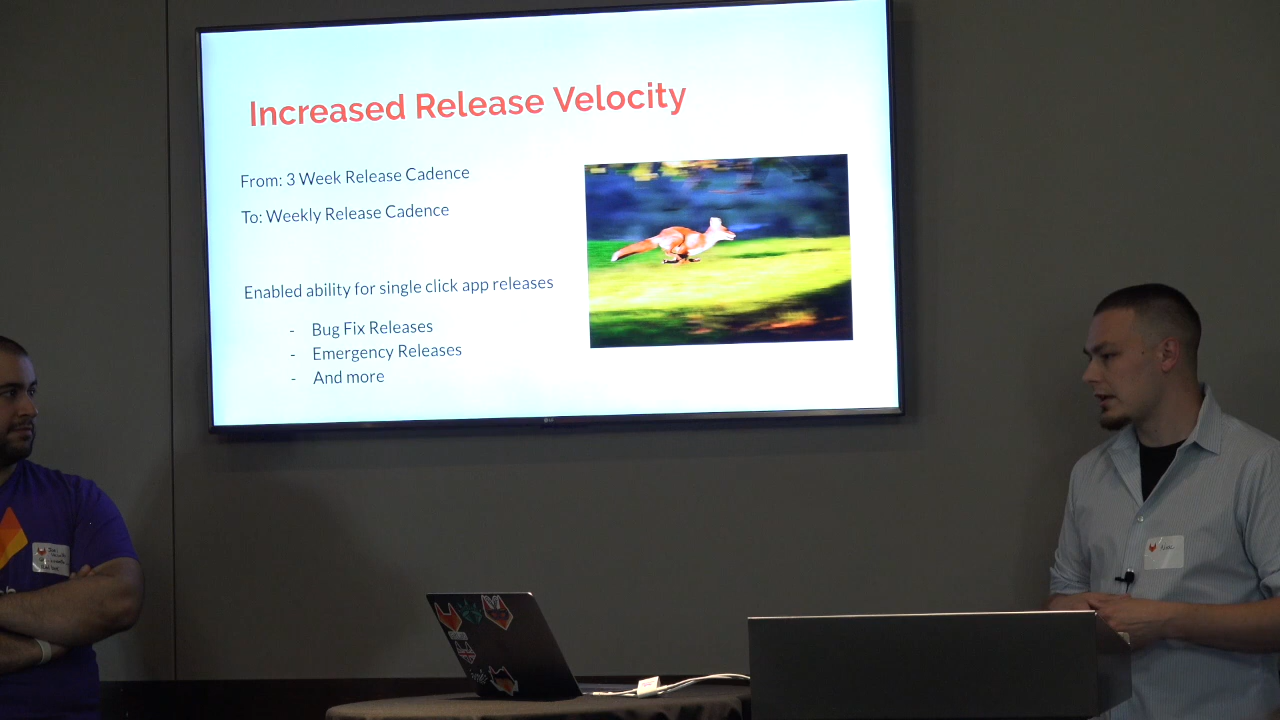 Increased Release Velocity
From: 3 Week Release Cadence
To: Weekly Release Cadence
Enabled ability for single click app releases
- Bug Fix Releases
- Emergency Releases
- And more
LG